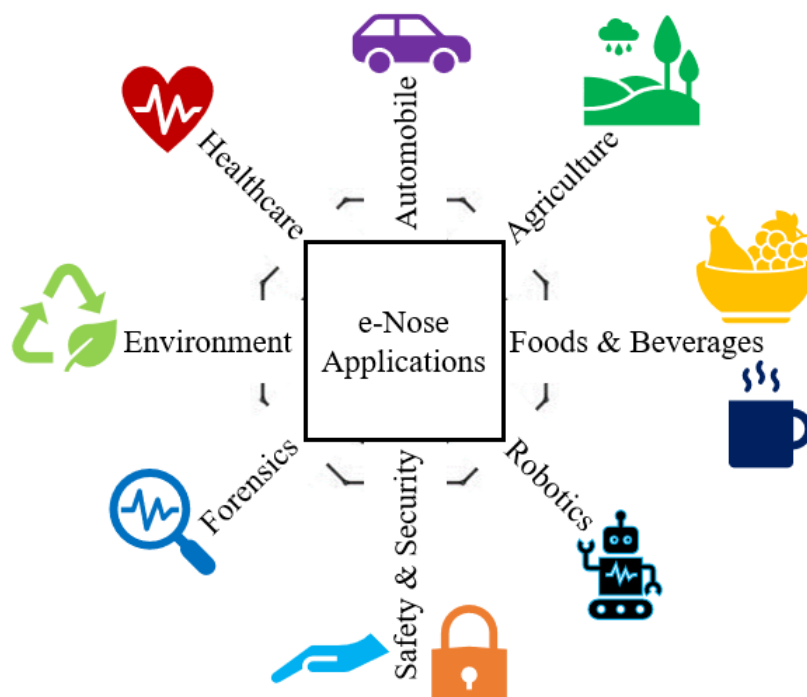 Automobile
Healthcare
Agriculture
e-Nose
Applications
Environment
Foods & Beverages
Forensics
Robotics
Safety & Security